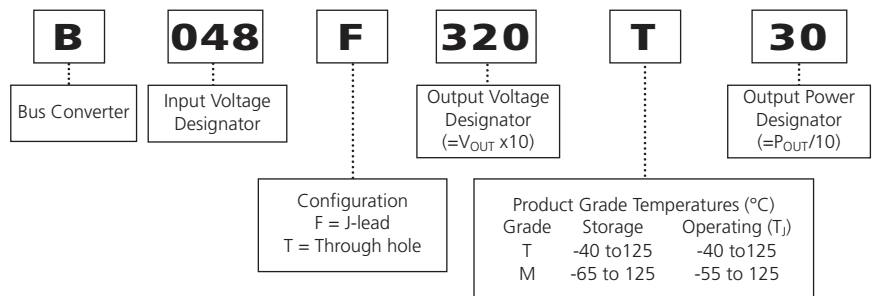 B 048 F 320 T 30
Bus Converter
Input Voltage
Designator
Output Voltage
Designator
(=VOUT x10)
Output Power
Designator
(=POUT/10)
Configuration
F = J-lead
T = Through hole
Product Grade Temperatures (°C)
Grade Storage Operating (TJ)
T -40 to125 -40 to125
M -65 to 125 -55 to 125